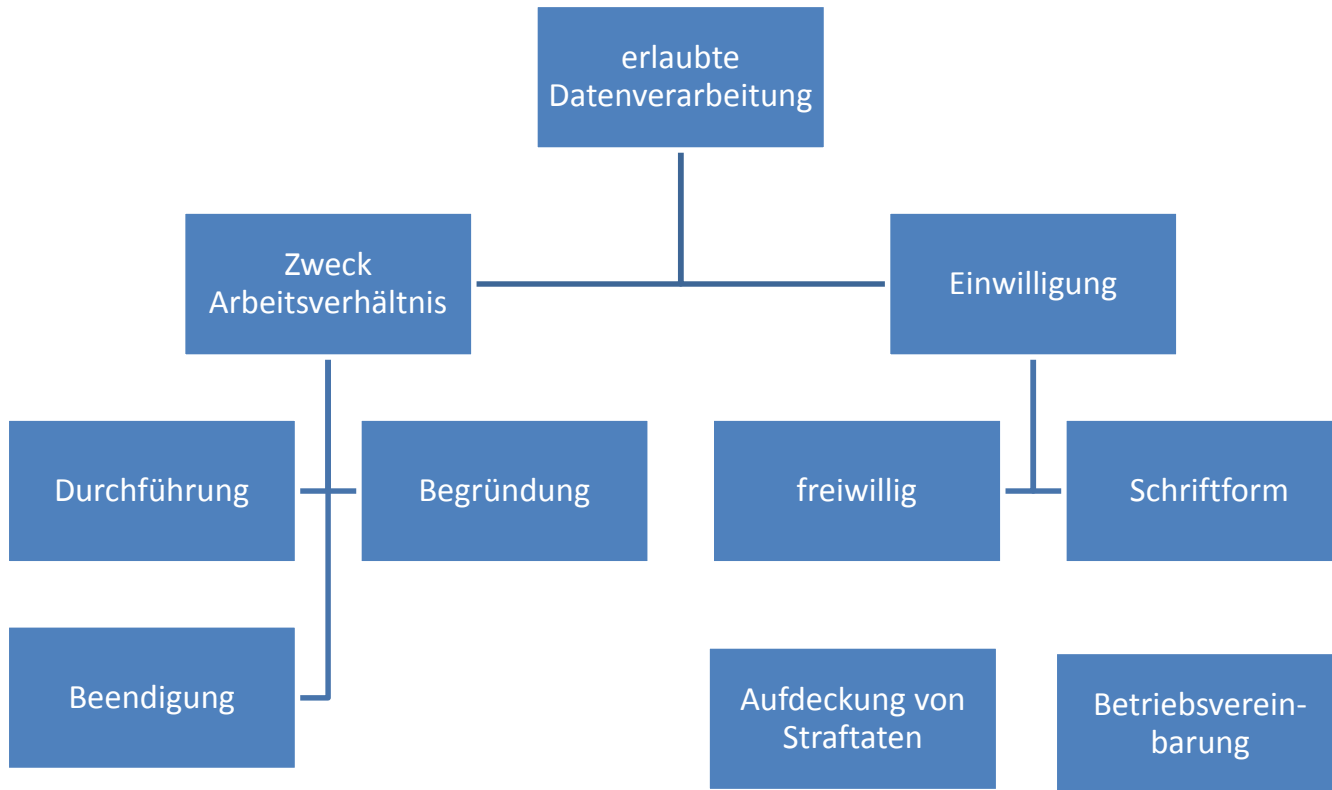 erlaubte
Datenverarbeitung
Zweck
Arbeitsverhältnis
Einwilligung
Durchführung
Begründung
freiwillig
Schriftform
Beendigung
Aufdeckung von
Straftaten
Betriebsverein-
barung